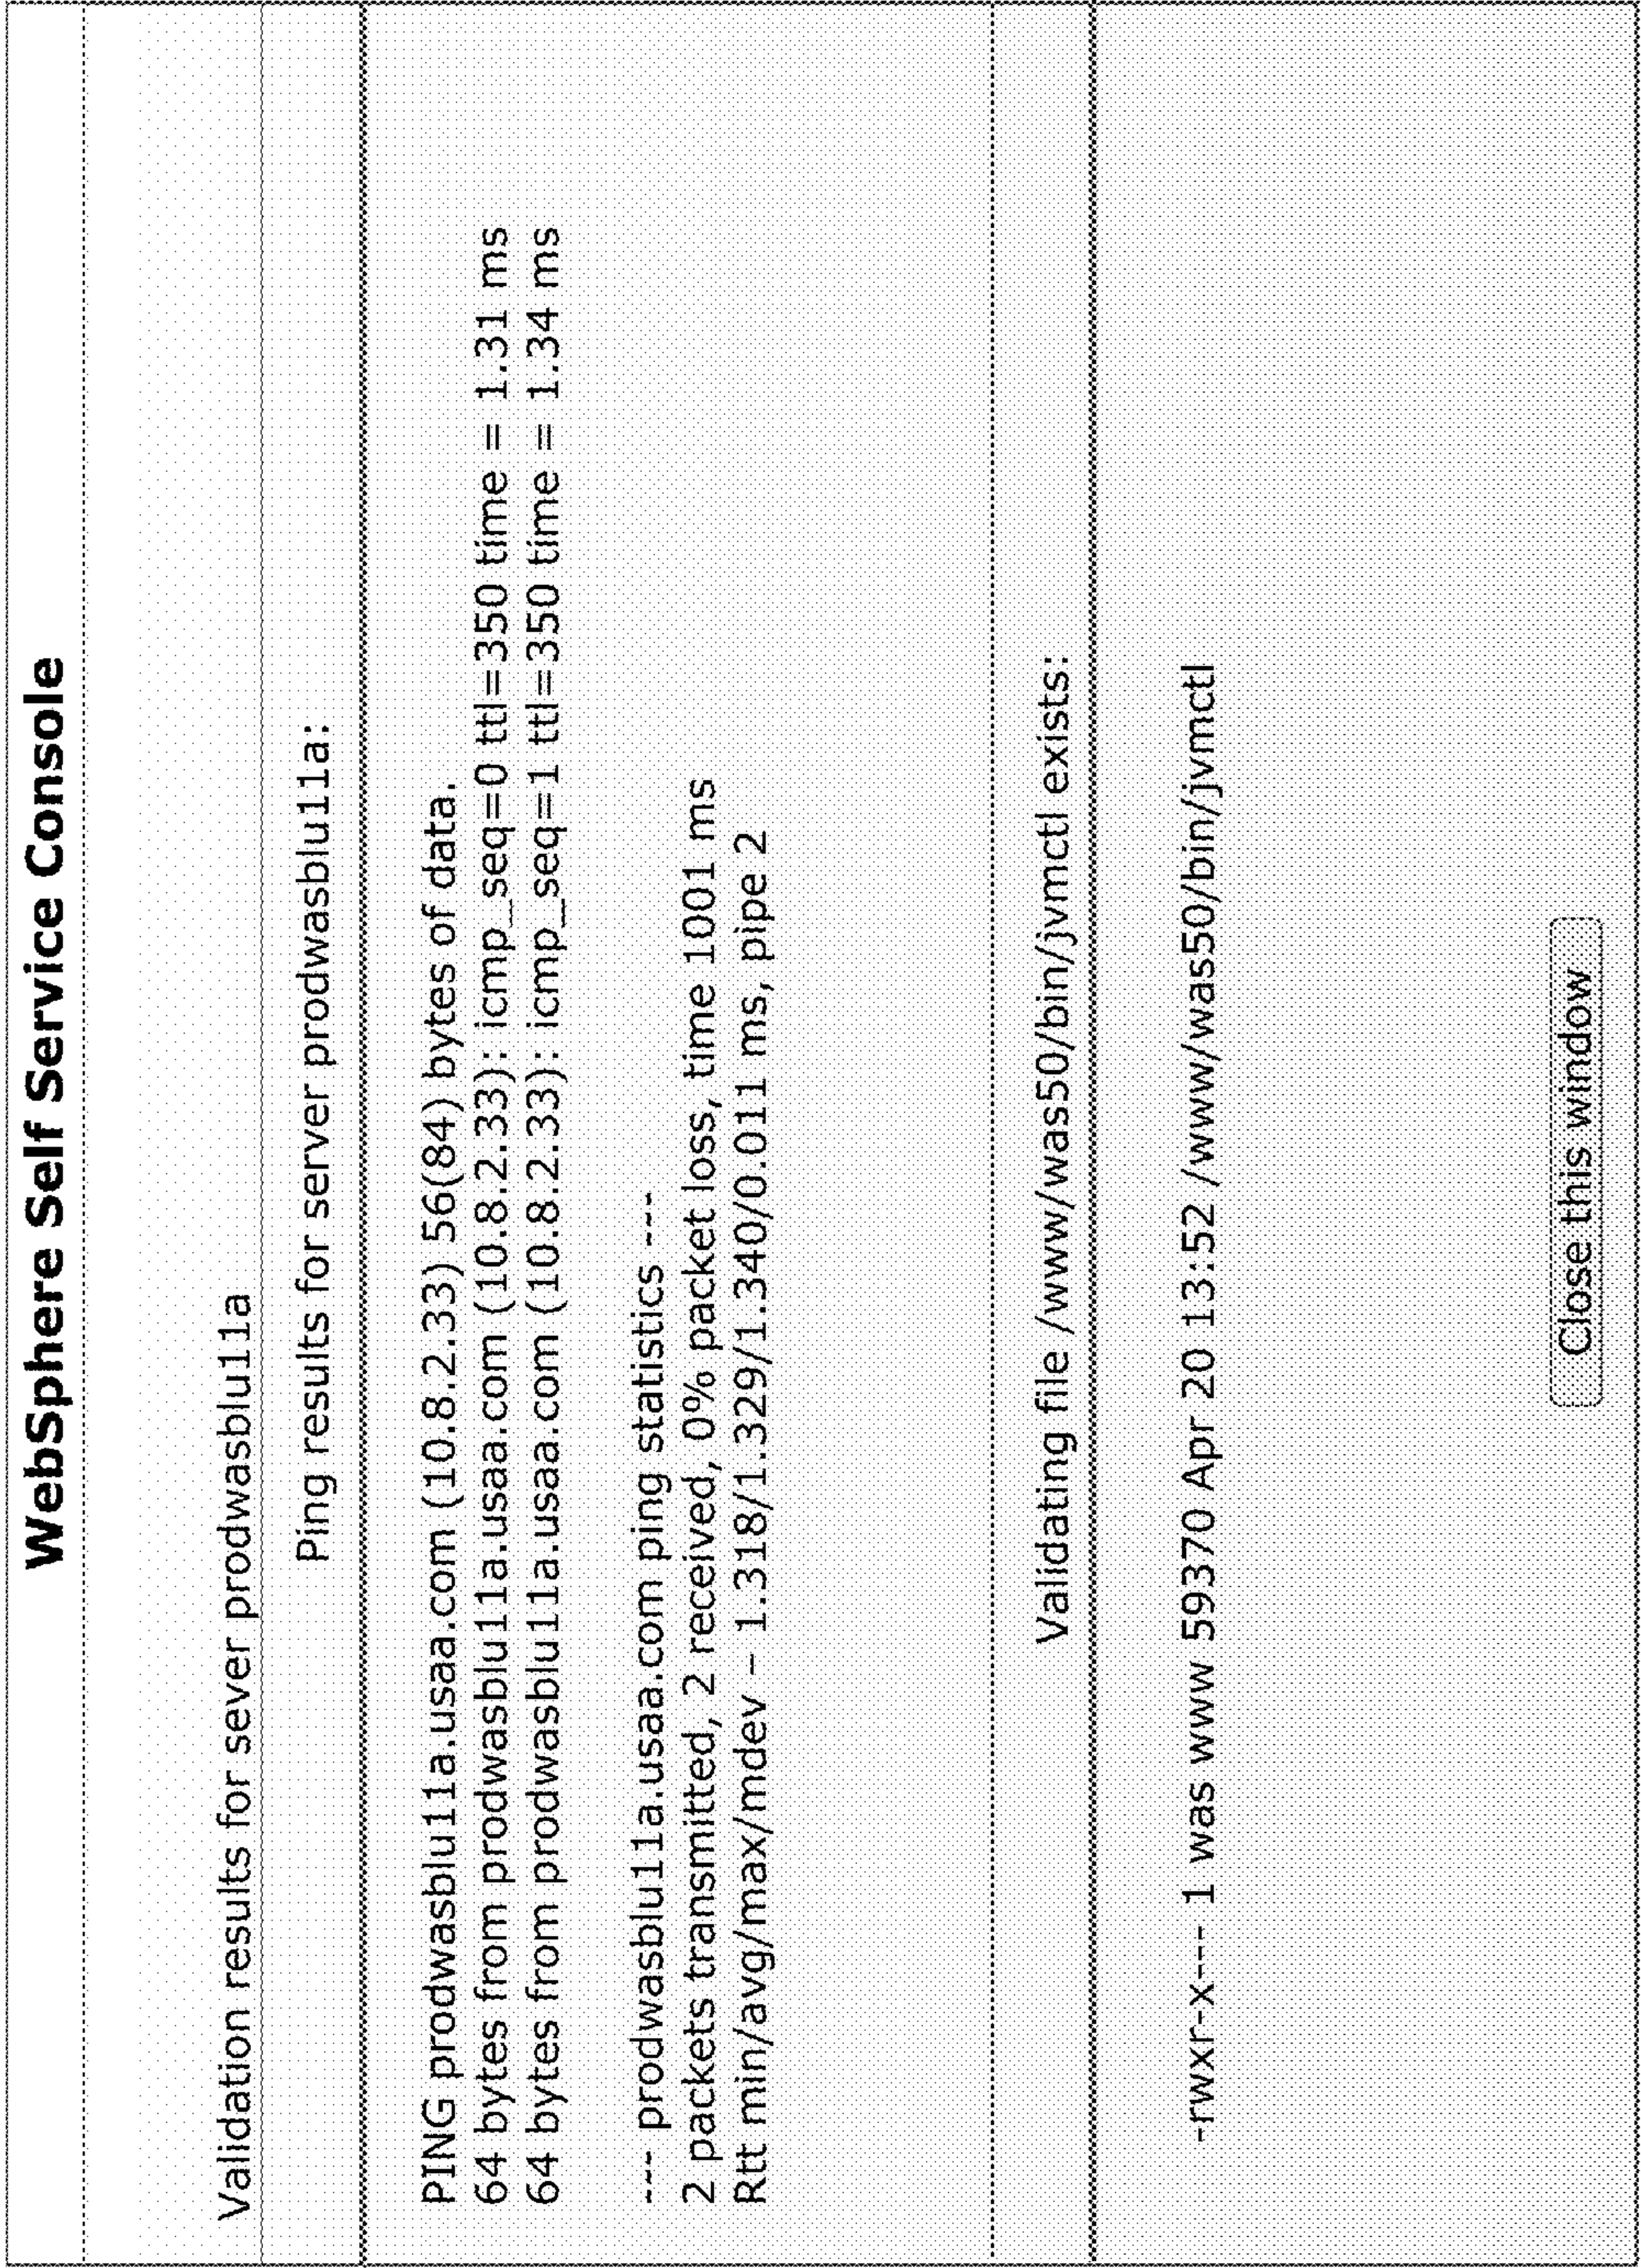 WebSphere Self Service Console
Validation results for sever prodwasblu11a
Ping results for server prodwasblu11a:
PING prodwasblu11a.usaa.com (10.8.2.33) 56(84) bytes of data.
64 bytes from prodwasblu11a.usaa.com (10.8.2.33): icmp_seq=0 ttl=350 time = 1.31 ms
64 bytes from prodwasblu11a.usaa.com (10.8.2.33): icmp_seq=1 ttl=350 time = 1.34 ms
--- prodwasblu11a.usaa.com ping statistics ---
2 packets transmitted, 2 received, 0% packet loss, time 1001 ms
Rtt min/avg/max/mdev – 1.318/1.329/1.340/0.011 ms, pipe 2
Validating file /www/was50/bin/jvmctl exists:
-rwxr-x--- 1 was www 59370 Apr 20 13:52 /www/was50/bin/jvmctl
Close this window